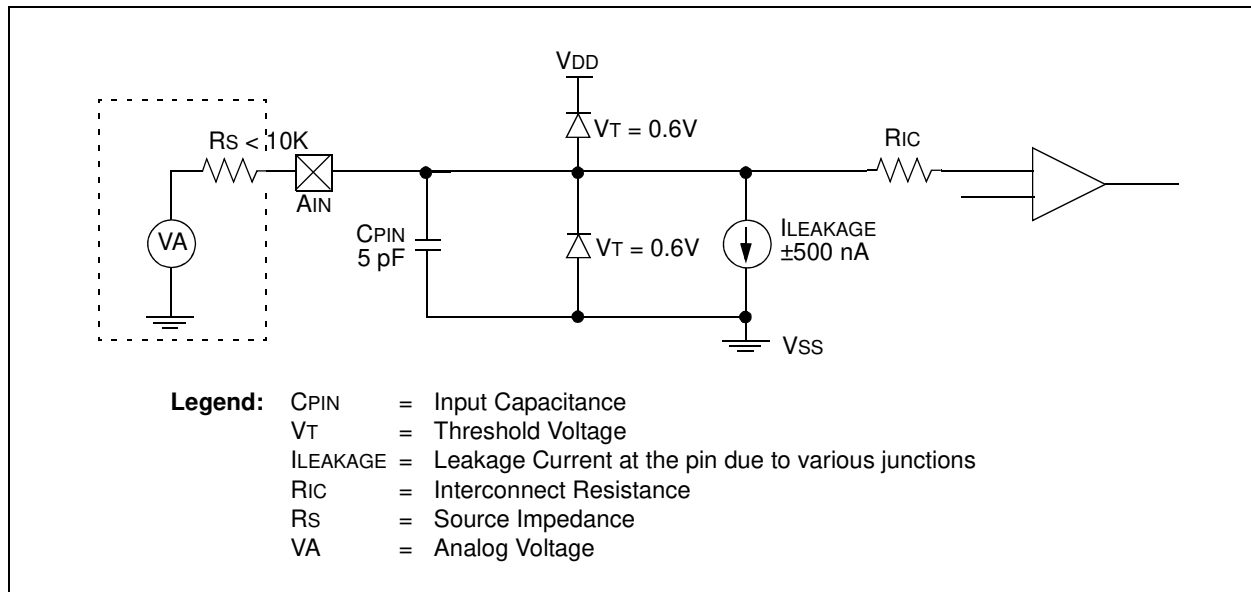 VDD
RS < 10K
VT = 0.6V
RIC
AIN
VA
CPIN
5 pF
VT = 0.6V
ILEAKAGE
±500 nA
VSS
Legend: CPIN = Input Capacitance
VT = Threshold Voltage
ILEAKAGE = Leakage Current at the pin due to various junctions
RIC = Interconnect Resistance
RS = Source Impedance
VA = Analog Voltage